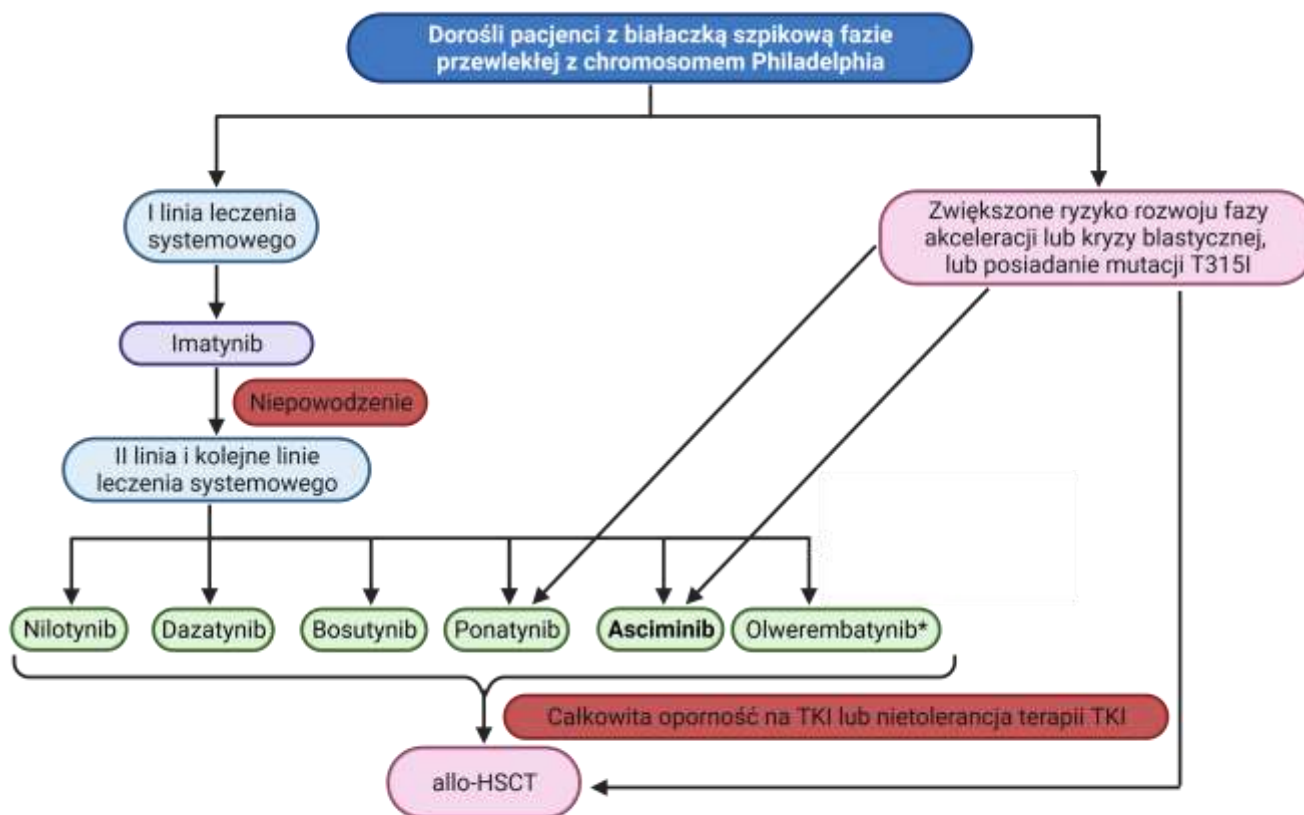 Dorośli pacjenci z białaczką szpikową fazie
przewlekłej z chromosomem Philadelphia
I linia leczenia
systemowego
Zwiększone ryzyko rozwoju fazy
akceleracji lub kryzy blastycznej,
lub posiadanie mutacji T315I
Imatynib
Niepowodzenie
II linia i kolejne linie
leczenia systemowego
Nilotynib
Dazatynib
Bosutynib
Ponatynib
Asciminib
Olwerembatynib*
Całkowita oporność na TKI lub nietolerancja terapii TKI
allo-HSCT